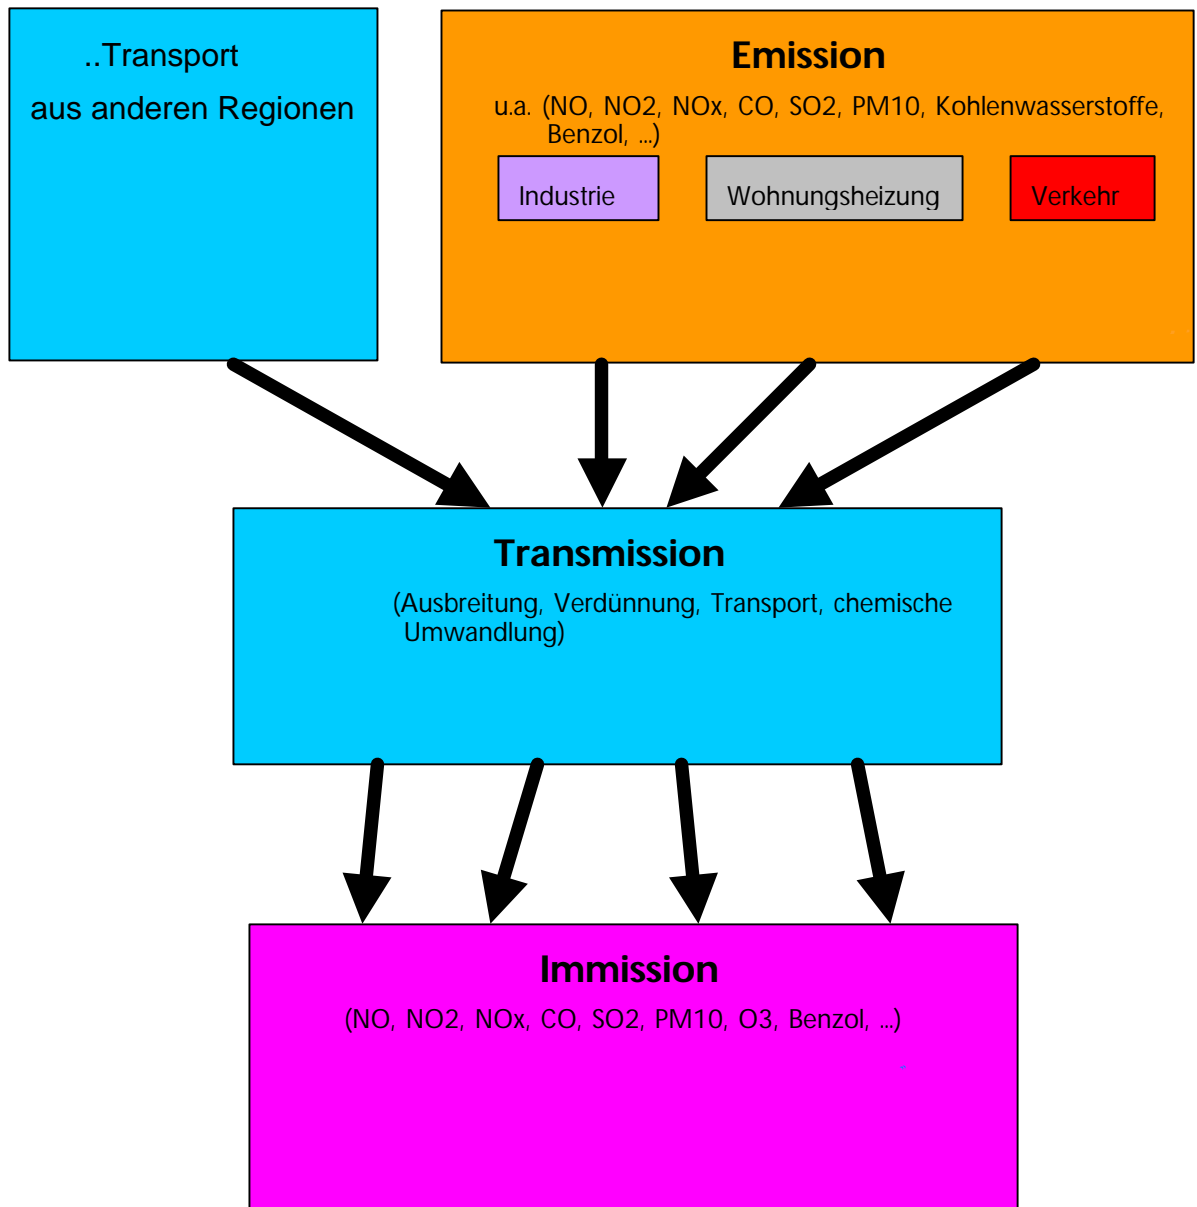 ..Transport
aus anderen Regionen
Emission
u.a. (NO, NO2, NOx, CO, SO2, PM10, Kohlenwasserstoffe,
Benzol, ...)
Industrie
Wohnungsheizung
Verkehr
Transmission
(Ausbreitung, Verdünnung, Transport, chemische
Umwandlung)
Immission
(NO, NO2, NOx, CO, SO2, PM10, O3, Benzol, ...)